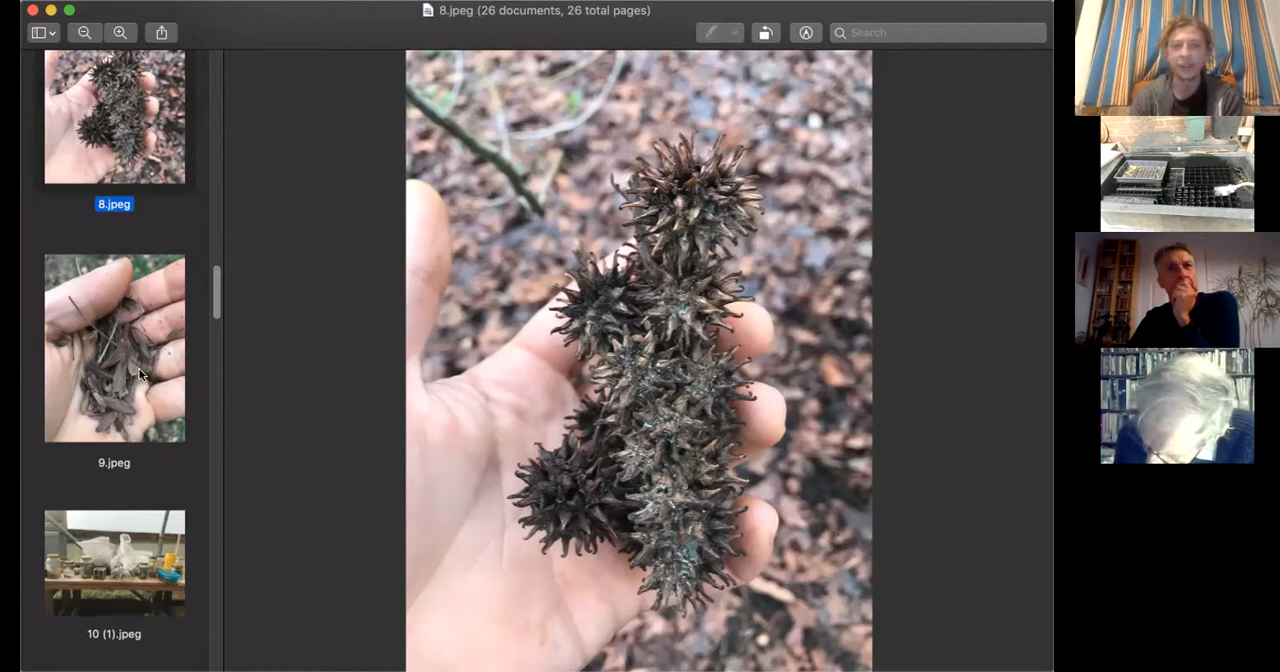 8.jpeg (26 documents, 26 total pages)
Search
8.jpeg
9.jpeg
10 (1).jpeg